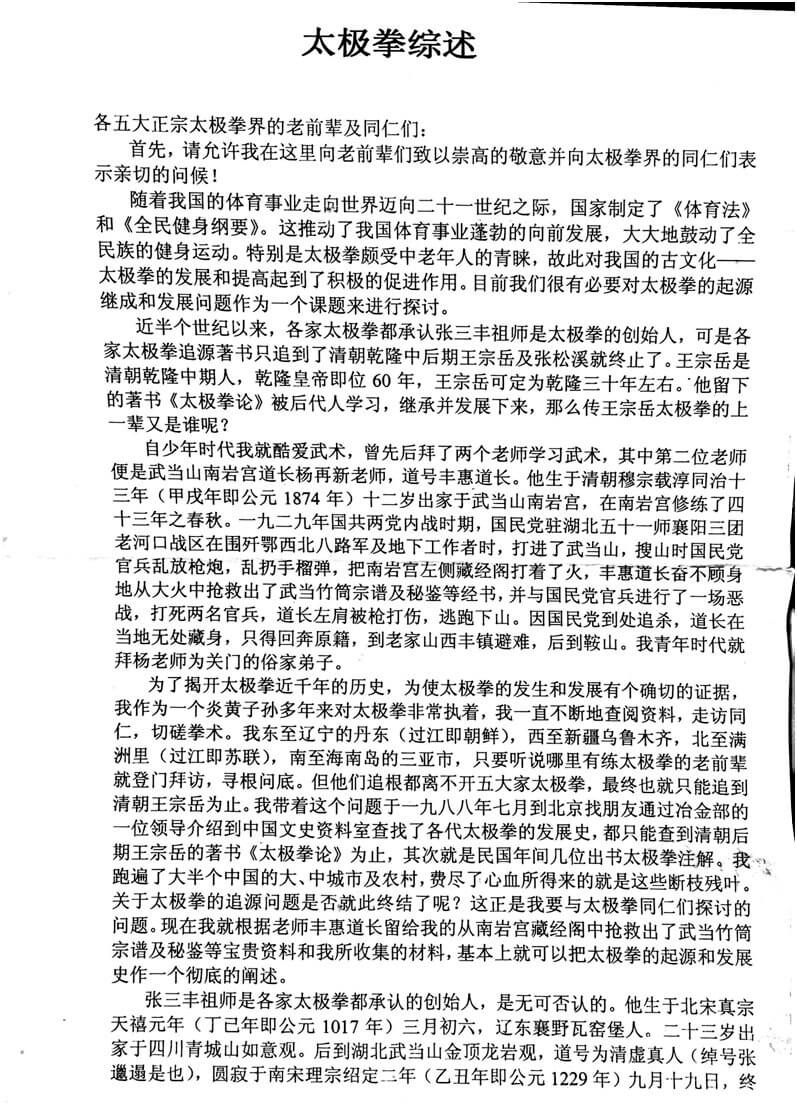 太极拳综述
各五大正宗太极拳界的老前辈及同仁们：
首先，请允许我在这里向老前辈们致以崇高的敬意并向太极拳界的同仁们表
示亲切的问候！
随着我国的体育事业走向世界迈向二十一世纪之际，国家制定了《体育法》
和《全民健身纲要》。这推动了我国体育事业蓬勃的向前发展，大大地鼓动了全
民族的健身运动。特别是太极拳颇受中老年人的青睐，故此对我国的古文化——
太极拳的发展和提高起到了积极的促进作用。目前我们很有必要对太极拳的起源
继成和发展问题作为一个课题来进行探讨。
近半个世纪以来，各家太极拳都承认张三丰祖师是太极拳的创始人，可是各
家太极拳追源著书只追到了清朝乾隆中后期王宗岳及张松溪就终止了。王宗岳是
清朝乾隆中期人，乾隆皇帝即位 60 年，王宗岳可定为乾隆三十年左右。他留下
的著书《太极拳论》被后代人学习，继承并发展下来，那么传王宗岳太极拳的上
一辈又是谁呢？
自少年时代我就酷爱武术，曾先后拜了两个老师学习武术，其中第二位老师
便是武当山南岩宫道长杨再新老师，道号丰惠道长。他生于清朝穆宗载淳同治十
三年（甲戌年即公元 1874 年）十二岁出家于武当山南岩宫，在南岩宫修练了四
十三年之春秋。一九二九年国共两党内战时期，国民党驻湖北五十一师襄阳三团
老河口战区在围歼鄂西北八路军及地下工作者时，打进了武当山，搜山时国民党
官兵乱放枪炮，乱扔手榴弹，把南岩宫左侧藏经阁打着了火，丰惠道长奋不顾身
地从大火中抢救出了武当竹筒宗谱及秘鉴等经书，并与国民党官兵进行了一场恶
战，打死两名官兵，道长左肩被枪打伤，逃跑下山。因国民党到处追杀，道长在
当地无处藏身，只得回奔原籍，到老家山西丰镇避难，后到鞍山。我青年时代就
拜杨老师为关门的俗家弟子。
为了揭开太极拳近千年的历史，为使太极拳的发生和发展有个确切的证据，
我作为一个炎黄子孙多年来对太极拳非常执着，我一直不断地查阅资料，走访同
仁，切磋拳术。我东至辽宁的丹东（过江即朝鲜），西至新疆乌鲁木齐，北至满
洲里（过江即苏联），南至海南岛的三亚市，只要听说哪里有练太极拳的老前辈
就登门拜访，寻根问底。但他们追根都离不开五大家太极拳，最终也就只能追到
清朝王宗岳为止。我带着这个问题于一九八八年七月到北京找朋友通过冶金部的
一位领导介绍到中国文史资料室查找了各代太极拳的发展史，都只能查到清朝后
期王宗岳的著书《太极拳论》为止，其次就是民国年间几位出书太极拳注解。我
跑遍了大半个中国的大、中城市及农村，费尽了心血所得来的就是这些断枝残叶。
关于太极拳的追源问题是否就此终结了呢？这正是我要与太极拳同仁们探讨的
问题。现在我就根据老师丰惠道长留给我的从南岩宫藏经阁中抢救出了武当竹筒
宗谱及秘鉴等宝贵资料和我所收集的材料，基本上就可以把太极拳的起源和发展
史作一个彻底的阐述。
张三丰祖师是各家太极拳都承认的创始人，是无可否认的。他生于北宋真宗
天禧元年（丁己年即公元 1017 年）三月初六，辽东襄野瓦窑堡人。二十三岁出
家于四川青城山如意观。后到湖北武当山金顶龙岩观，道号为清虚真人（绰号张
邋遢是也），圆寂于南宋理宗绍定二年（乙丑年即公元 1229 年）九月十九日，终